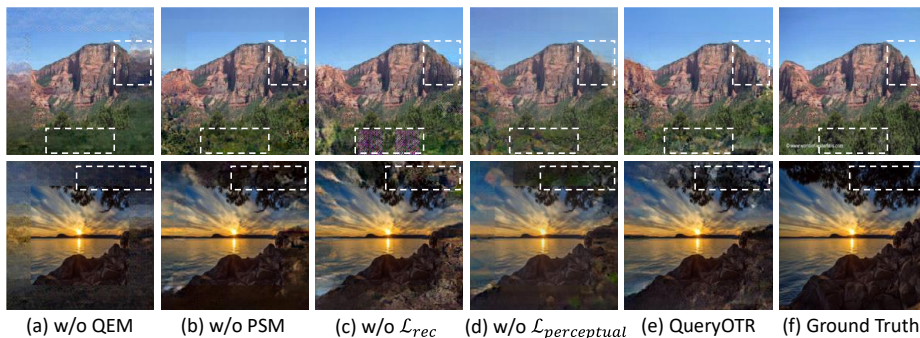 (a) w/o QEM (b) w/o PSM (c) w/o ℒ_rec (d) w/o ℒ_perceptual (e) QueryOTR (f) Ground Truth